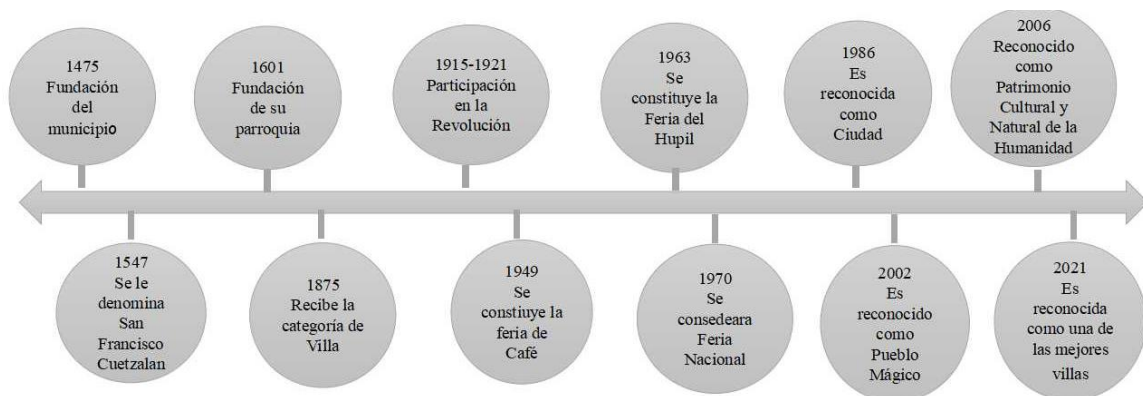 1475
Fundación
del
municipio
1601
Fundación
de su
parroquia
1915-1921
Participación
en la
Revolución
1963
Se
constituye la
Feria del
Hupil
1986
Es
reconocida
como
Ciudad
2006
Reconocido
como
Patrimonio
Cultural y
Natural de la
Humanidad
1547
Se le
denomina
San
Francisco
Cuetzalan
1875
Recibe la
categoría de
Villa
1949
Se
constiuye la
feria de
Café
1970
Se
consedeara
Feria
Nacional
2002
Es
reconocido
como
Pueblo
Mágico
2021
Es
reconocida
como una de
las mejores
villas